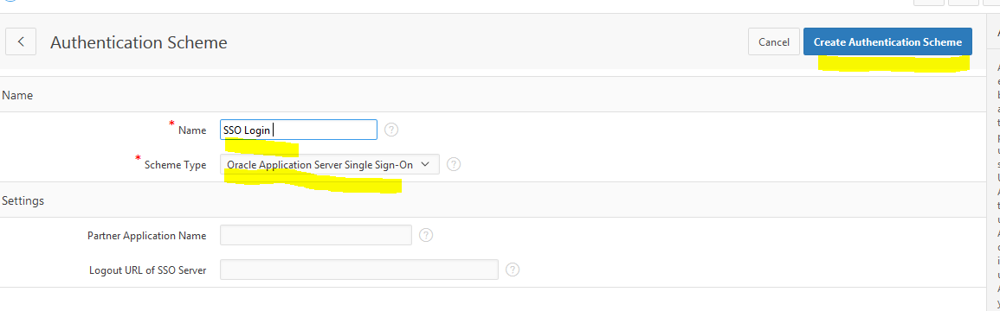 Authentication Scheme
Cancel
Create Authentication Scheme
Name
* Name
SSO Login
?
* Scheme Type
Oracle Application Server Single Sign-On
?
Settings
Partner Application Name
?
Logout URL of SSO Server
?